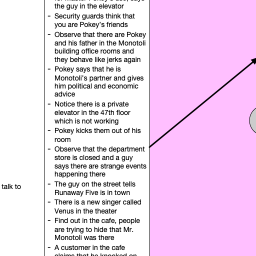 the guy in the elevator
- Security guards think that
you are Pokey's friends
- Observe that there are Pokey
and his father in the Monotoli
building office rooms and
they behave like jerks again
- Pokey says that he is
Monotoli's partner and gives
him political and economic
advice
- Notice there is a private
elevator in the 47th floor
which is not working
- Pokey kicks them out of his
room
- Observe that the department
store is closed and a guy
says there are strange events
happening there
- The guy on the street tells
Runaway Five is in town
- There is a new singer called
Venus in the theater
- Find out in the cafe, people
are trying to hide that Mr.
Monotoli was there
- A customer in the cafe
talk to